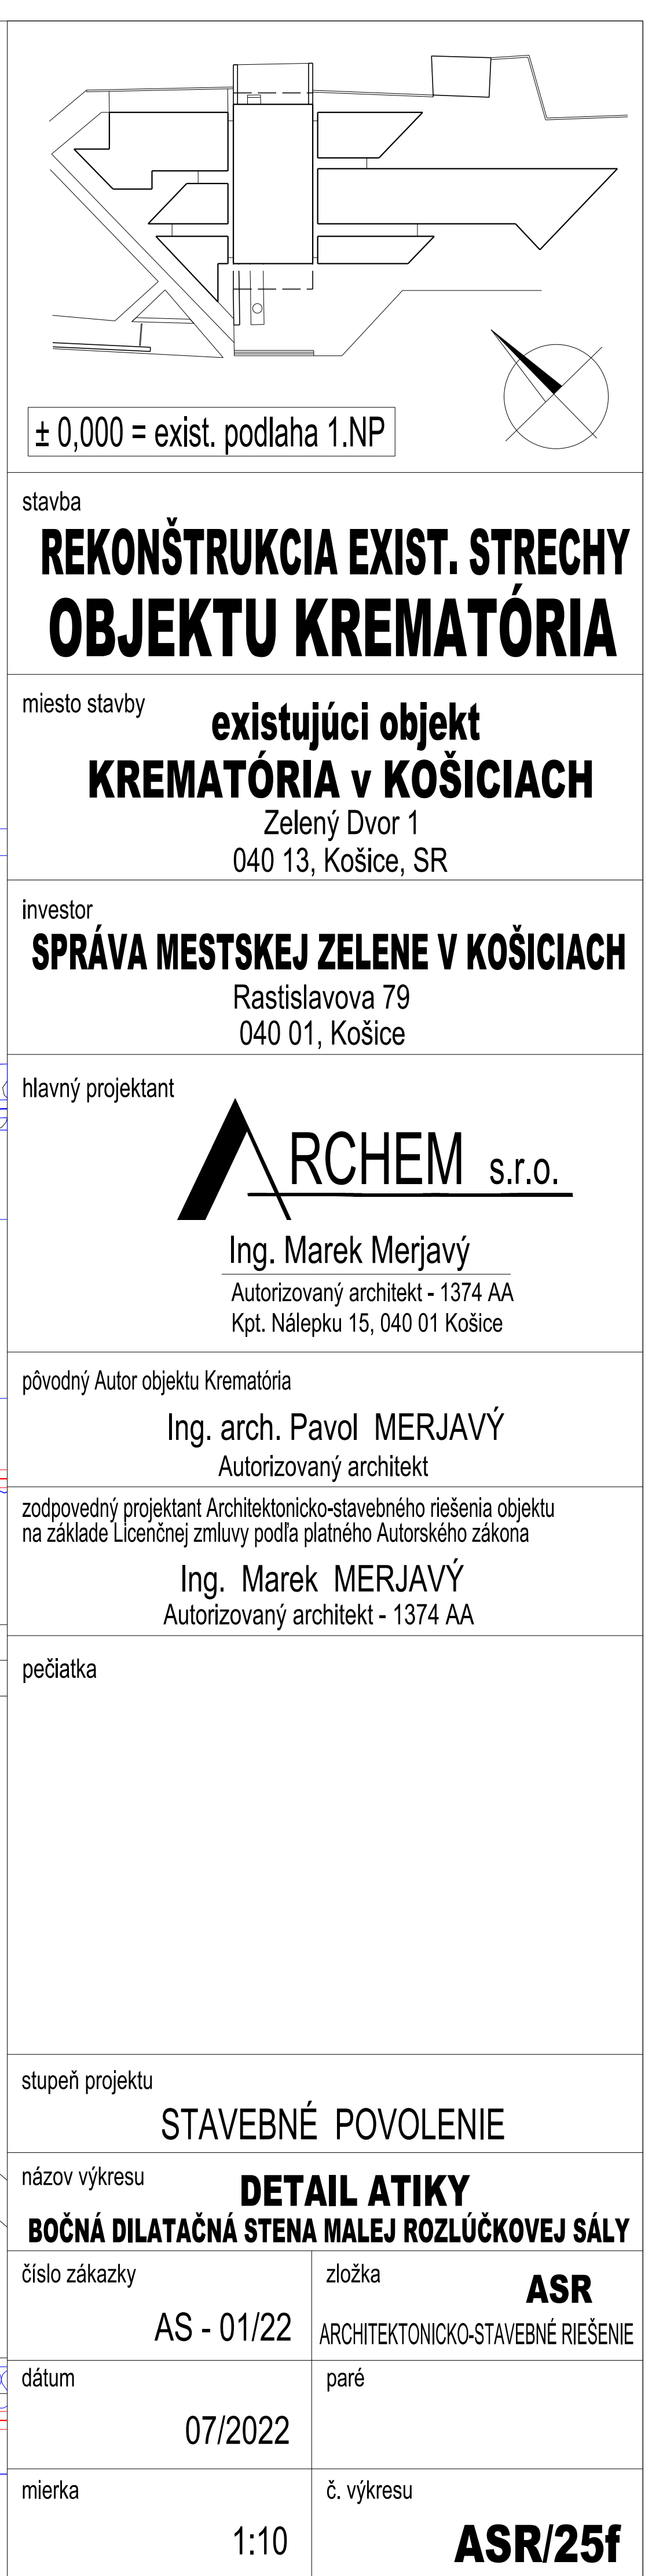 ± 0,000 = exist. podlaha 1.NP
stavba
REKONŠTRUKCIA EXIST. STRECHY
OBJEKTU KREMATÓRIA
miesto stavby
existujúci objekt
KREMATÓRIA v KOŠICIACH
Zelený Dvor 1
040 13, Košice, SR
investor
SPRÁVA MESTSKEJ ZELENE V KOŠICIACH
Rastislavova 79
040 01, Košice
hlavný projektant
ARCHEM s.r.o.
Ing. Marek Merjavý
Autorizovaný architekt - 1374 AA
Kpt. Nálepku 15, 040 01 Košice
pôvodný Autor objektu Krematória
Ing. arch. Pavol MERJAVÝ
Autorizovaný architekt
zodpovedný projektant Architektonicko-stavebného riešenia objektu
na základe Licenčnej zmluvy podľa platného Autorského zákona
Ing. Marek MERJAVÝ
Autorizovaný architekt - 1374 AA
pečiatka
stupeň projektu
STAVEBNÉ POVOLENIE
názov výkresu
DETAIL ATIKY
BOČNÁ DILATAČNÁ STENA MALEJ ROZLÚČKOVEJ SÁLY
číslo zákazky
AS - 01/22
zložka
ASR
ARCHITEKTONICKO-STAVEBNÉ RIEŠENIE
dátum
07/2022
paré
mierka
1:10
č. výkresu
ASR/25f